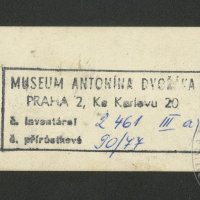 MUSEUM ANTONÍNA DVOŘÁKA
PRAHA 2, Ke Karlovu 20
č. inventární 2 461 III a
č. přírůstkové 90/77